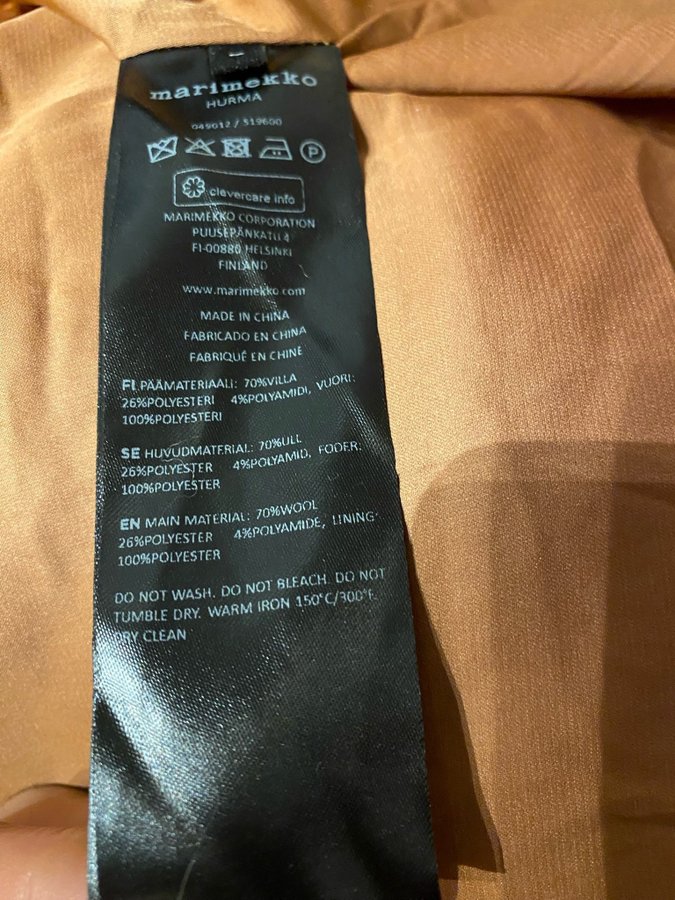 marimekko
HURMA
049012 / 519600
P
clevercare info
MARIMEKKO CORPORATION
PUUSEPÄNKATU 4
FI-00880 HELSINKI
FINLAND
www.marimekko.com
MADE IN CHINA
FABRICADO EN CHINA
FABRIQUÉ EN CHINE
FI PÄÄMATERIAALI: 70%VILLA
26%POLYESTERI 4%POLYAMIDI, VUORI:
100%POLYESTERI
SE HUVUDMATERIAL: 70%ULL
26%POLYESTER 4%POLYAMID, FODER:
100%POLYESTER
EN MAIN MATERIAL: 70%WOOL
26%POLYESTER 4%POLYAMIDE, LINING:
100%POLYESTER
DO NOT WASH. DO NOT BLEACH. DO NOT
TUMBLE DRY. WARM IRON 150°C/300°F.
DRY CLEAN